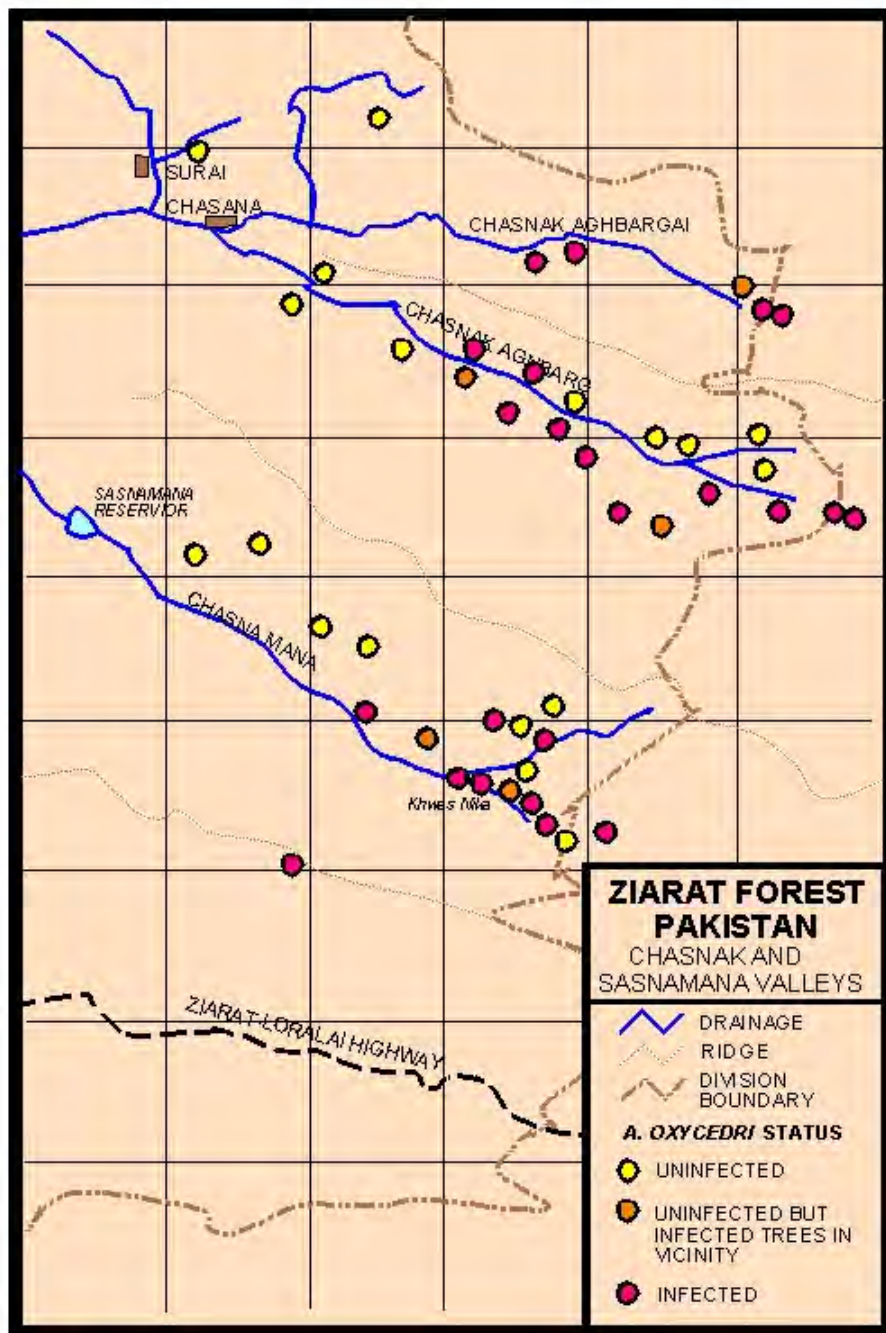 SURAI
CHASANA
CHASNAK AGHBARGAI
CHASNAK AGHBARG
SASNAMANA
RESERVIOR
CHASNA MANA
Khwas Nika
ZIARAT-LORALAI HIGHWAY
ZIARAT FOREST
PAKISTAN
CHASNAK AND
SASNAMANA VALLEYS
DRAINAGE
RIDGE
DIVISION
BOUNDARY
A. OXYCEDRI STATUS
UNINFECTED
UNINFECTED BUT
INFECTED TREES IN
VICINITY
INFECTED